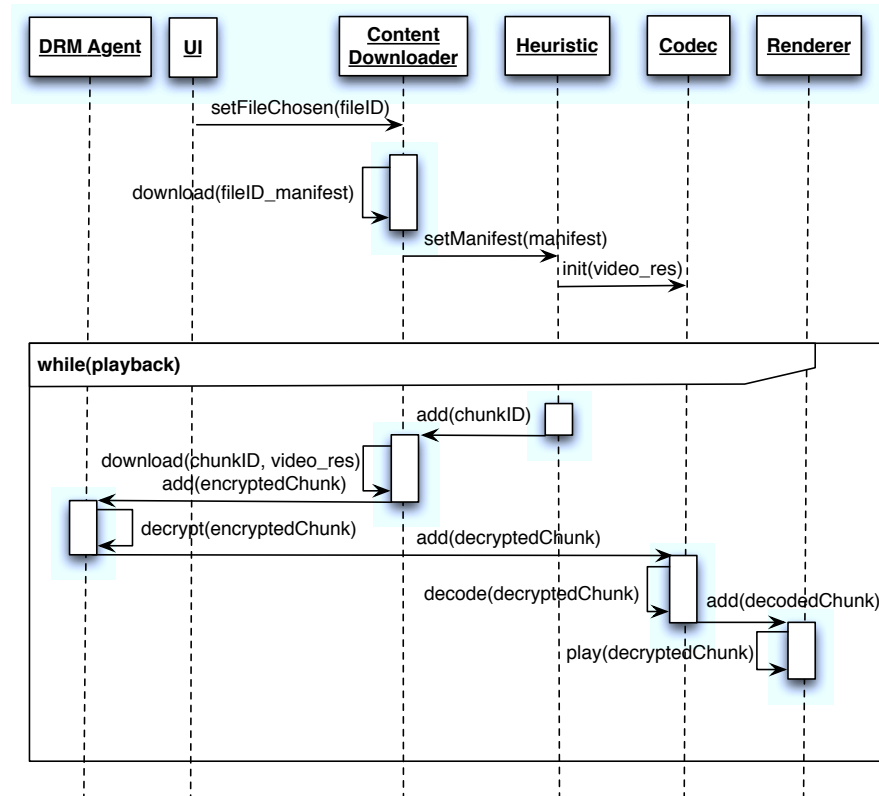 DRM Agent
UI
Content
Downloader
Heuristic
Codec
Renderer
setFileChosen(fileID)
download(fileID_manifest)
setManifest(manifest)
init(video_res)
while(playback)
add(chunkID)
download(chunkID, video_res)
add(encryptedChunk)
decrypt(encryptedChunk)
add(decryptedChunk)
decode(decryptedChunk)
add(decodedChunk)
play(decryptedChunk)